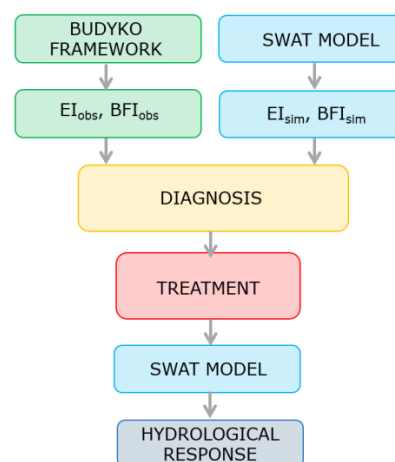 BUDYKO
FRAMEWORK
SWAT MODEL
EIobs, BFIobs
EIsim, BFIsim
DIAGNOSIS
TREATMENT
SWAT MODEL
HYDROLOGICAL
RESPONSE